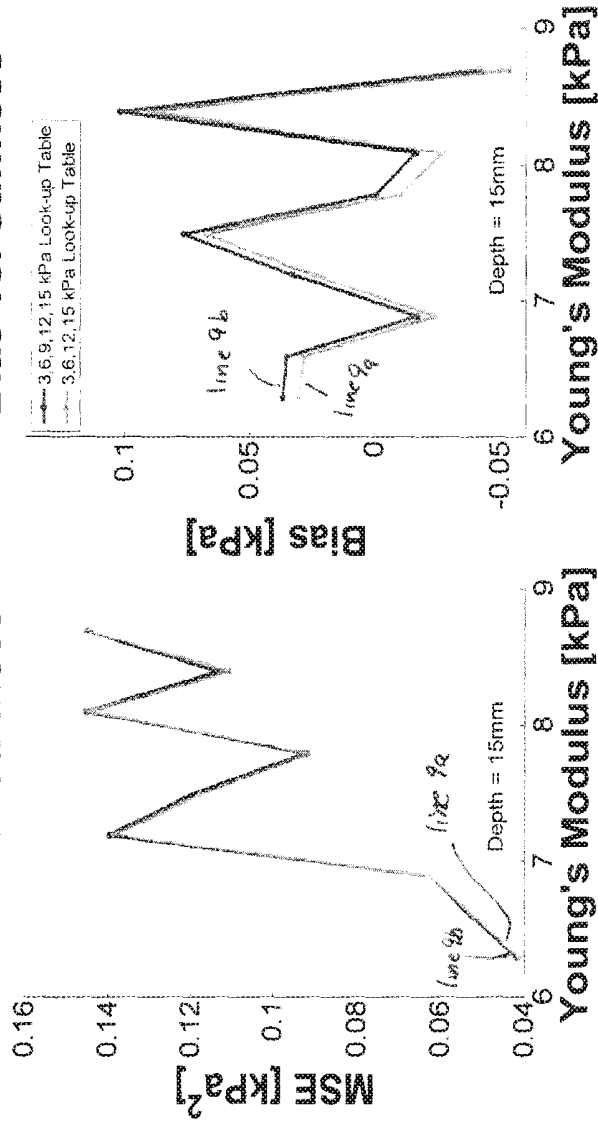 MSE [kPa²]
0.16
0.14
0.12
0.1
0.08
0.06
0.04
6
7
8
9
Young's Modulus [kPa]
Depth = 15mm
line 9b
line 9a
Bias [kPa]
0.1
0.05
0
-0.05
6
7
8
9
Young's Modulus [kPa]
Depth = 15mm
3,6,9,12,15 kPa Look-up Table
3,6,12,15 kPa Look-up Table
line 9b
line 9a